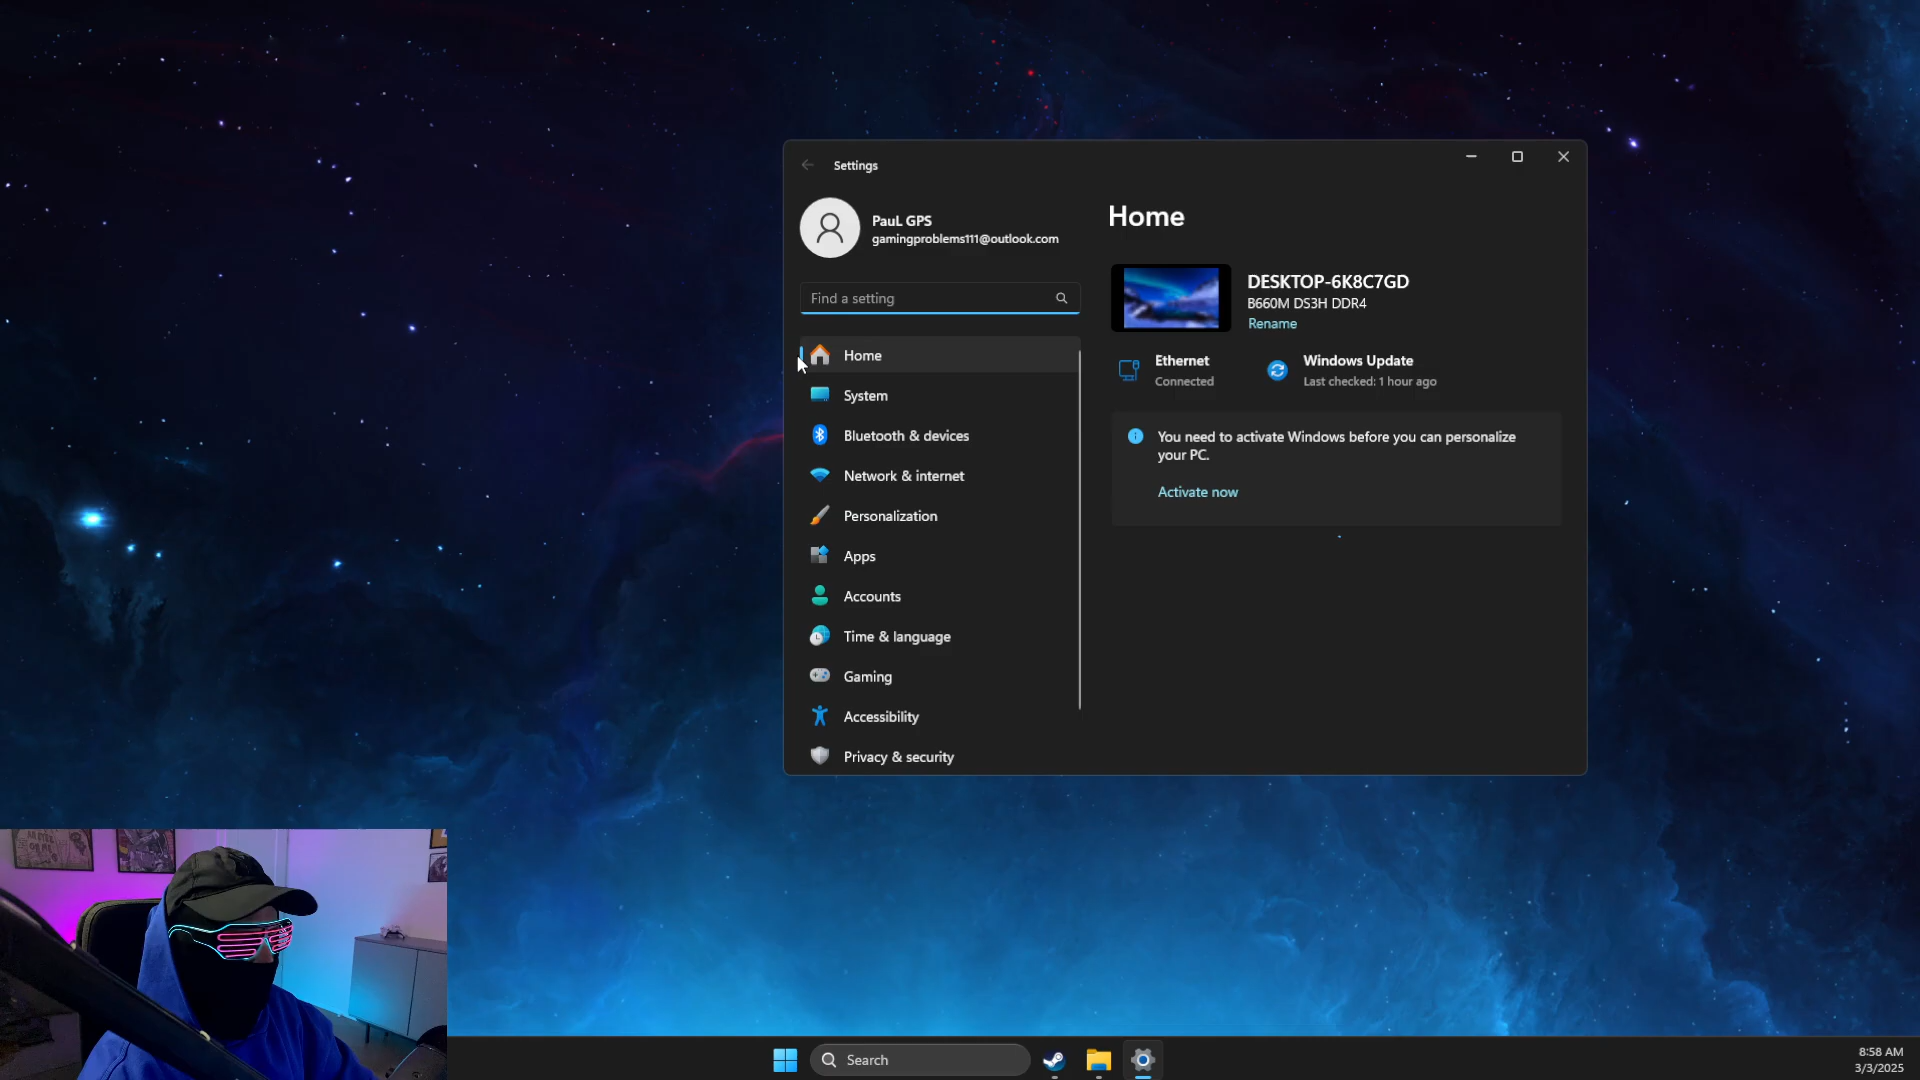 Settings
PauL GPS
gamingproblems111@outlook.com
Find a setting
Home
System
Bluetooth & devices
Network & internet
Personalization
Apps
Accounts
Time & language
Gaming
Accessibility
Privacy & security
Home
DESKTOP-6K8C7GD
B660M DS3H DDR4
Rename
Ethernet
Connected
Windows Update
Last checked: 1 hour ago
You need to activate Windows before you can personalize
your PC.
Activate now
Search
8:58 AM
3/3/2025